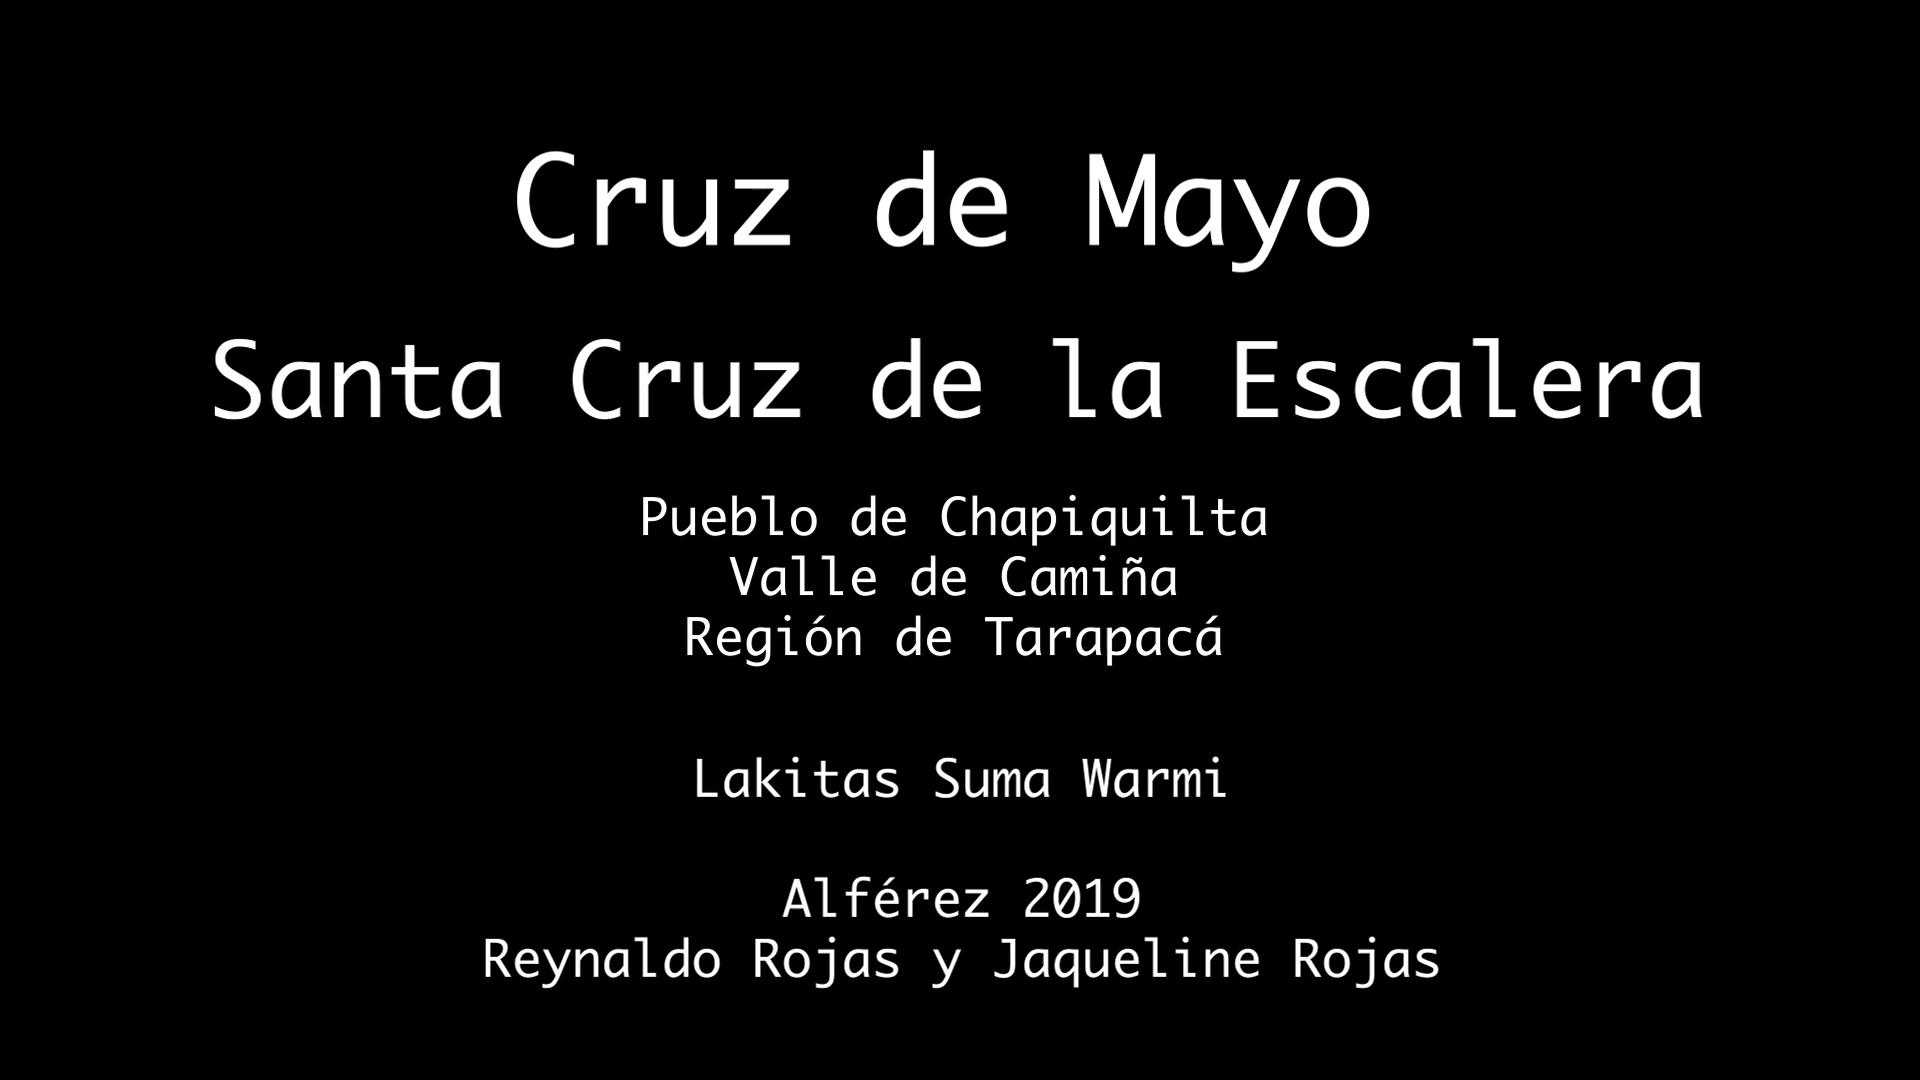 Cruz de Mayo
Santa Cruz de la Escalera
Pueblo de Chapiquilta
Valle de Camiña
Región de Tarapacá
Lakitas Suma Warmi
Alférez 2019
Reynaldo Rojas y Jaqueline Rojas